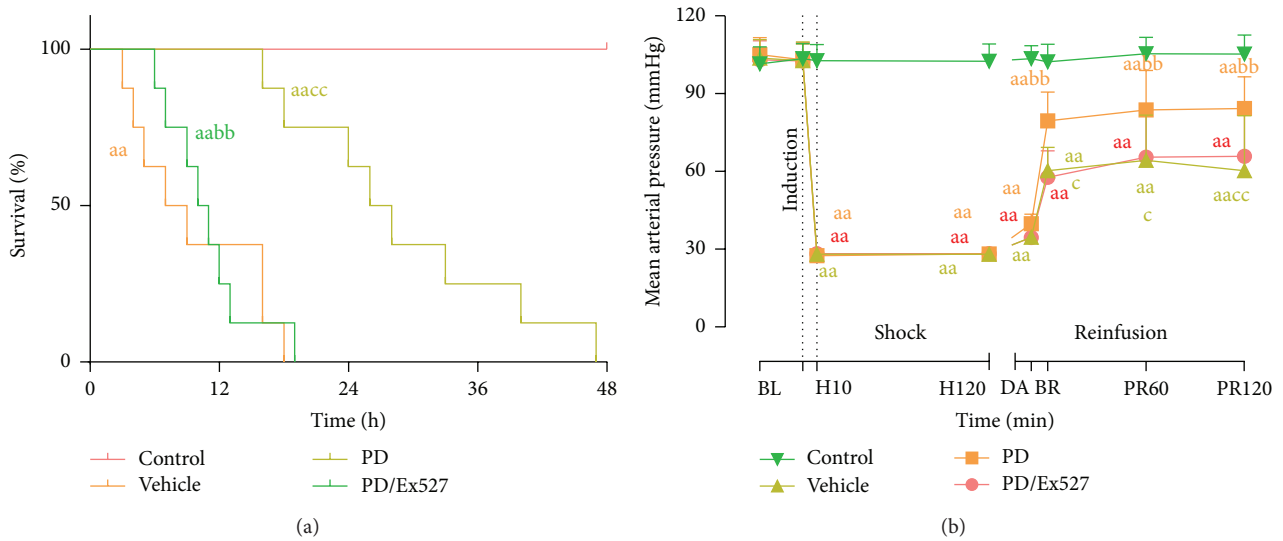 100
50
0
Survival (%)
aa
aabb
aacc
0 12 24 36 48
Time (h)
Control PD
Vehicle PD/Ex527
(a)
120
90
60
30
0
Mean arterial pressure (mmHg)
Induction
aabb aabb aabb
aa aa aa
aa aa
c aa c aacc
aa aa aa
aa aa aa
aa aa aa
Shock Reinfusion
BL H10 H120 DA BR PR60 PR120
Time (min)
Control PD
Vehicle PD/Ex527
(b)